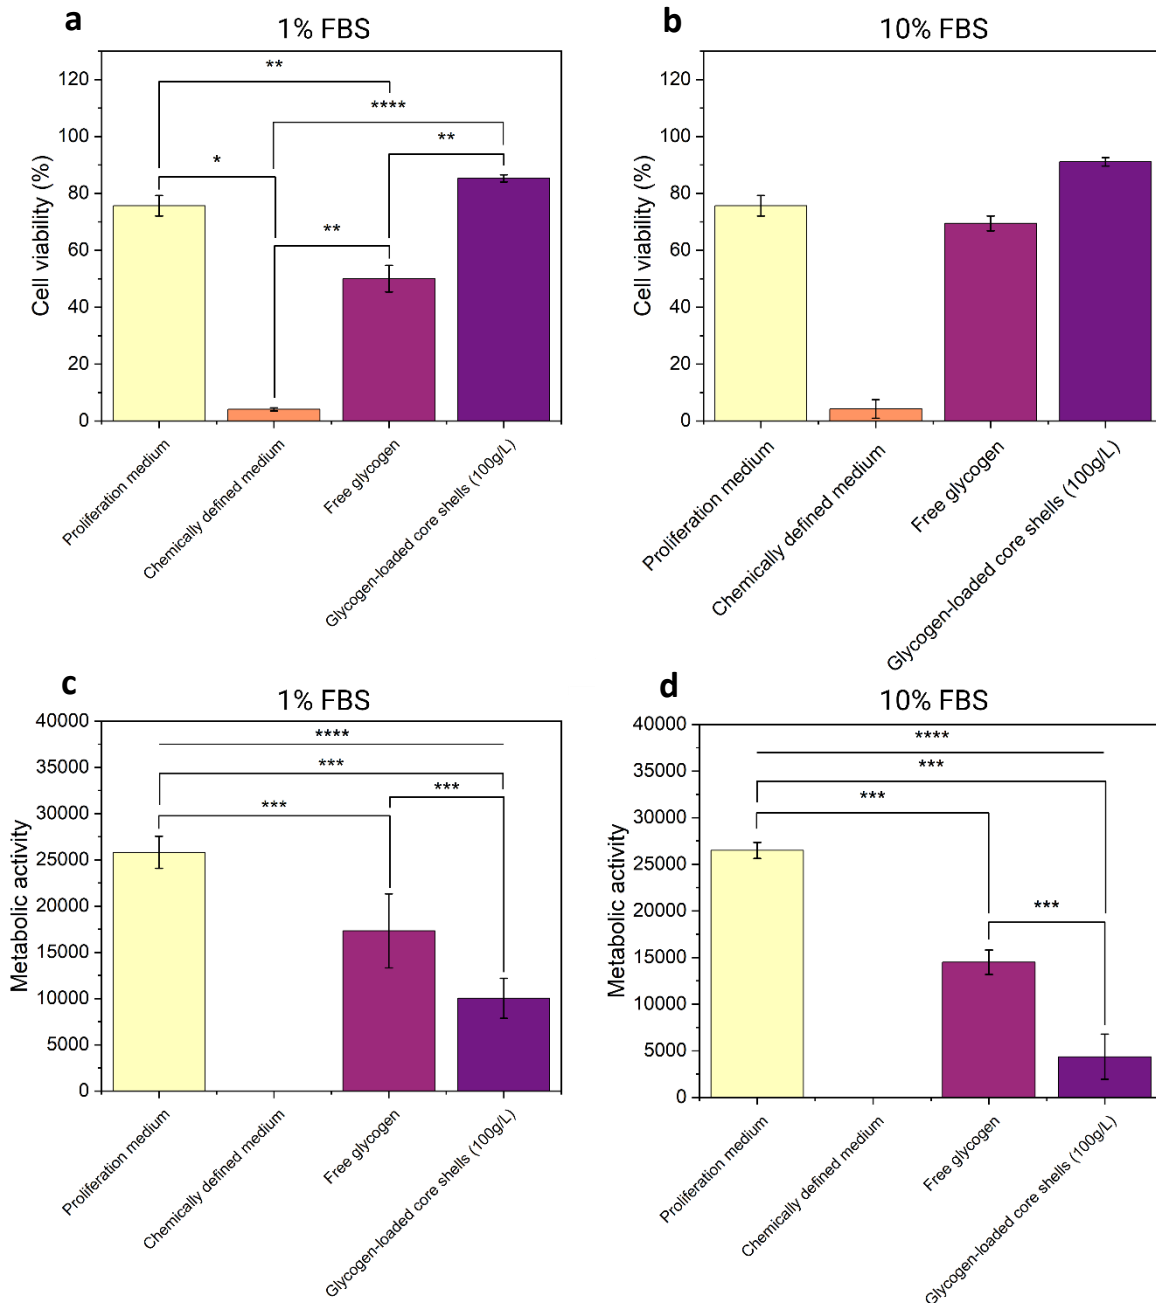 a
1% FBS
120
100
80
60
40
20
0
Cell viability (%)
**
****
**
*
**
Proliferation medium
Chemically defined medium
Free glycogen
Glycogen-loaded core shells (100g/L)
b
10% FBS
120
100
80
60
40
20
0
Cell viability (%)
Proliferation medium
Chemically defined medium
Free glycogen
Glycogen-loaded core shells (100g/L)
c
1% FBS
40000
35000
30000
25000
20000
15000
10000
5000
0
Metabolic activity
****
***
***
***
Proliferation medium
Chemically defined medium
Free glycogen
Glycogen-loaded core shells (100g/L)
d
10% FBS
40000
35000
30000
25000
20000
15000
10000
5000
0
Metabolic activity
****
***
***
***
Proliferation medium
Chemically defined medium
Free glycogen
Glycogen-loaded core shells (100g/L)